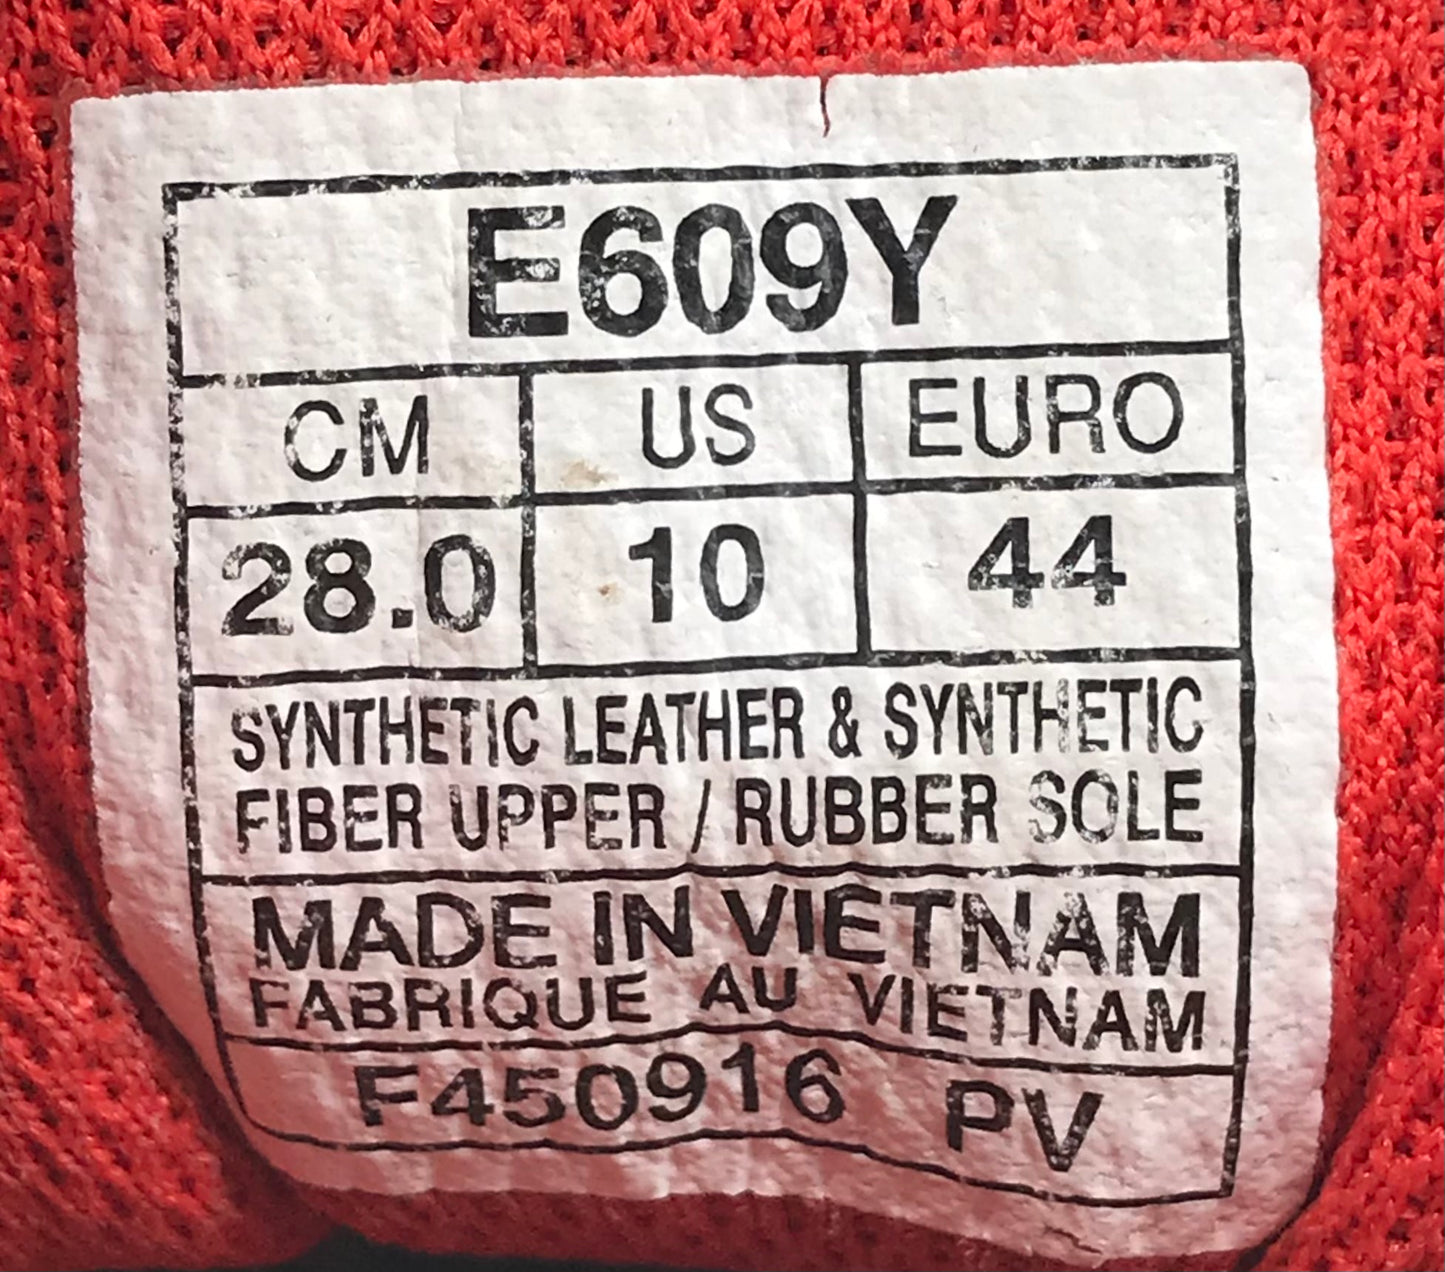 E609Y
CM US EURO
28.0 10 44
SYNTHETIC LEATHER & SYNTHETIC
FIBER UPPER / RUBBER SOLE
MADE IN VIETNAM
FABRIQUE AU VIETNAM
F450916 PV